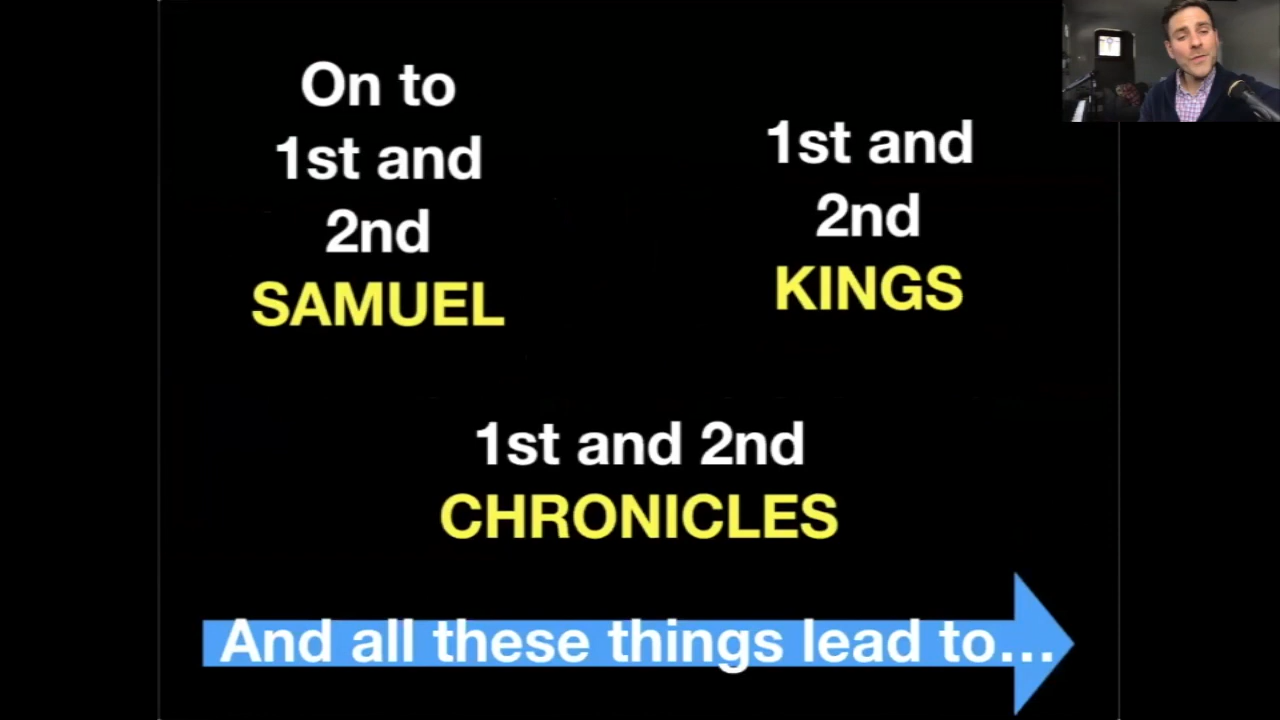 On to
1st and
2nd
SAMUEL
1st and
2nd
KINGS
1st and 2nd
CHRONICLES
And all these things lead to...